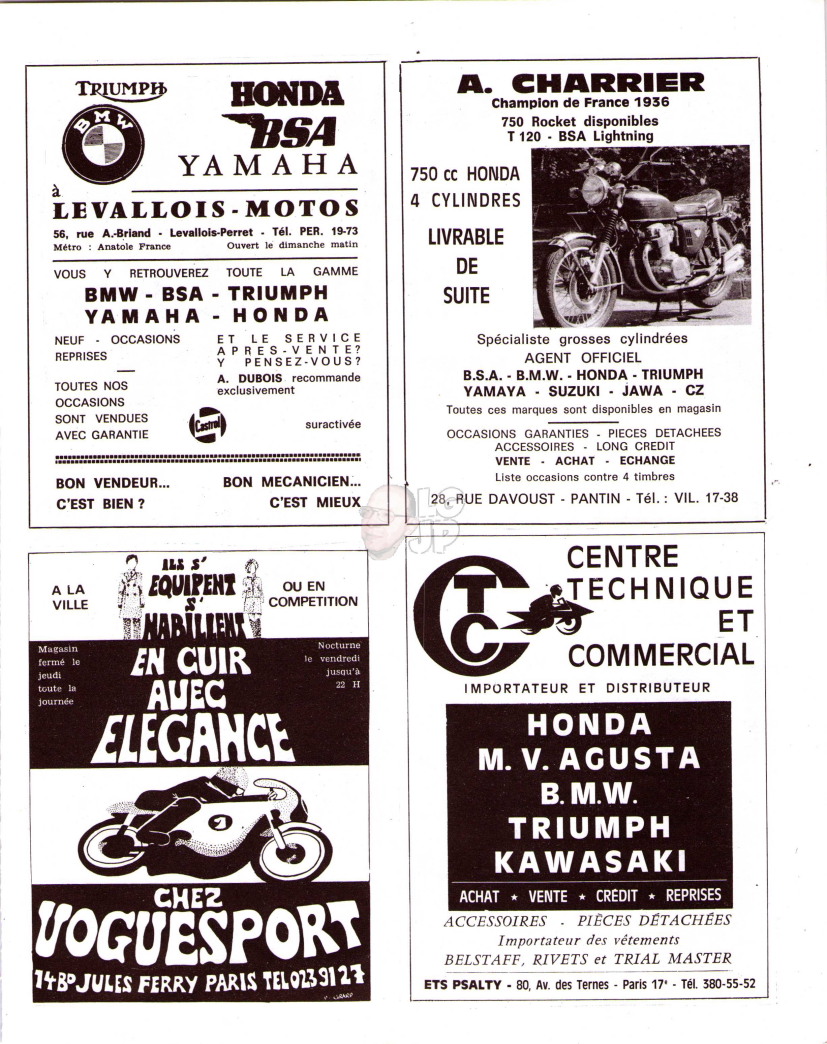 TRIUMPH
BMW
HONDA
BSA
YAMAHA
à
LEVALLOIS-MOTOS
56, rue A.-Briand - Levallois-Perret - Tél. PER. 19-73
Métro : Anatole France Ouvert le dimanche matin
VOUS Y RETROUVEREZ TOUTE LA GAMME
BMW - BSA - TRIUMPH
YAMAHA - HONDA
NEUF - OCCASIONS
REPRISES
TOUTES NOS
OCCASIONS
SONT VENDUES
AVEC GARANTIE
ET LE SERVICE
APRES-VENTE?
Y PENSEZ-VOUS?
A. DUBOIS recommande
exclusivement
Castrol
suractivée
BON VENDEUR...
C'EST BIEN ?
BON MECANICIEN...
C'EST MIEUX
A. CHARRIER
Champion de France 1936
750 Rocket disponibles
T 120 - BSA Lightning
750 cc HONDA
4 CYLINDRES
LIVRABLE
DE
SUITE
Spécialiste grosses cylindrées
AGENT OFFICIEL
B.S.A. - B.M.W. - HONDA - TRIUMPH
YAMAYA - SUZUKI - JAWA - CZ
Toutes ces marques sont disponibles en magasin
OCCASIONS GARANTIES - PIECES DETACHEES
ACCESSOIRES - LONG CREDIT
VENTE - ACHAT - ECHANGE
Liste occasions contre 4 timbres
28, RUE DAVOUST - PANTIN - Tél. : VIL. 17-38
LG
JP
A LA
VILLE
ILS S'
EQUIPENT
S'
HABILLENT
OU EN
COMPETITION
Magasin
fermé le
jeudi
toute la
journée
EN CUIR
AVEC
ELEGANCE
Nocturne
le vendredi
jusqu'à
22 H
CHEZ
VOGUESPORT
14 BD JULES FERRY PARIS TEL 023 91 27
CTC
CENTRE
TECHNIQUE
ET
COMMERCIAL
IMPORTATEUR ET DISTRIBUTEUR
HONDA
M. V. AGUSTA
B.M.W.
TRIUMPH
KAWASAKI
ACHAT ★ VENTE ★ CRÉDIT ★ REPRISES
ACCESSOIRES - PIÈCES DÉTACHÉES
Importateur des vêtements
BELSTAFF, RIVETS et TRIAL MASTER
ETS PSALTY - 80, Av. des Ternes - Paris 17e - Tél. 380-55-52